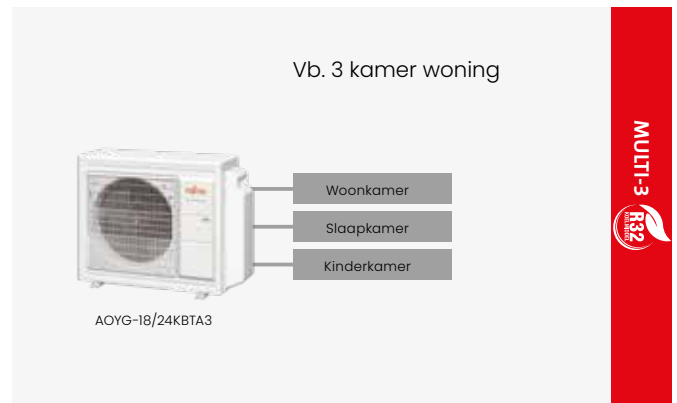 Vb. 3 kamer woning
MULTI-3
R32
Woonkamer
Slaapkamer
Kinderkamer
AOYG-18/24KBTA3